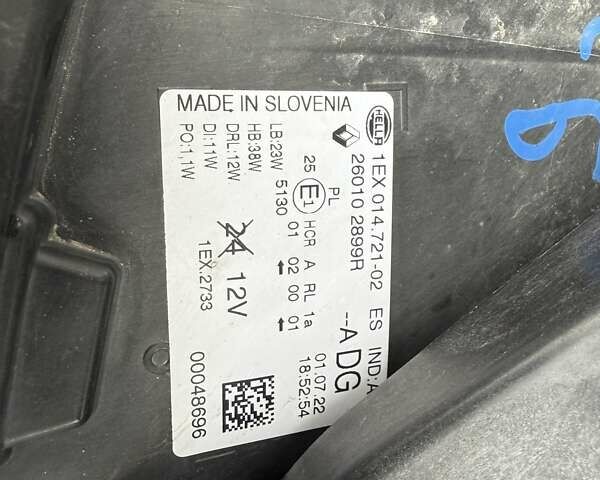 MADE IN SLOVENIA
HELLA
1EX 014.721-02 ES IND:A
26010 2899R
--ADG
PL
25 E1 HCR A RL 1a
5130 01 02 00 01
01.07.22
18:52:54
LB:23W
HB:38W
DRL:12W
DI:11W
PO:1,1W
24 12V
1EX.2733
00048696